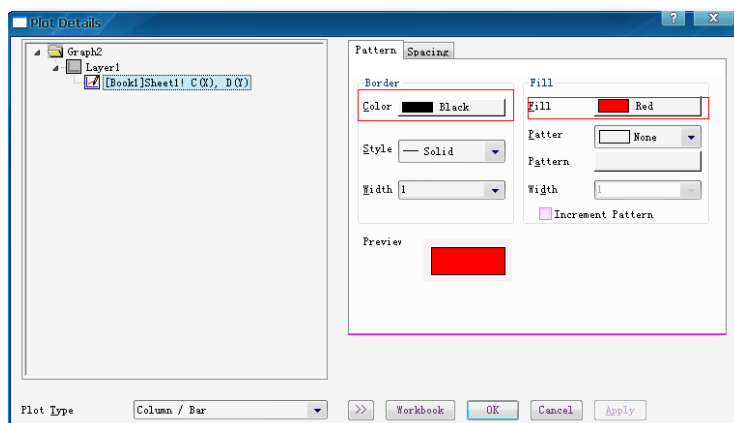 Plot Details
Graph2
Layer1
[Book1]Sheet1! C(X), D(Y)
Pattern Spacing
Border
Color Black
Style Solid
Width 1
Fill
Fill Red
Patter None
Pattern
Width 1
Increment Pattern
Preview
Plot Type Column / Bar
>> Workbook OK Cancel Apply